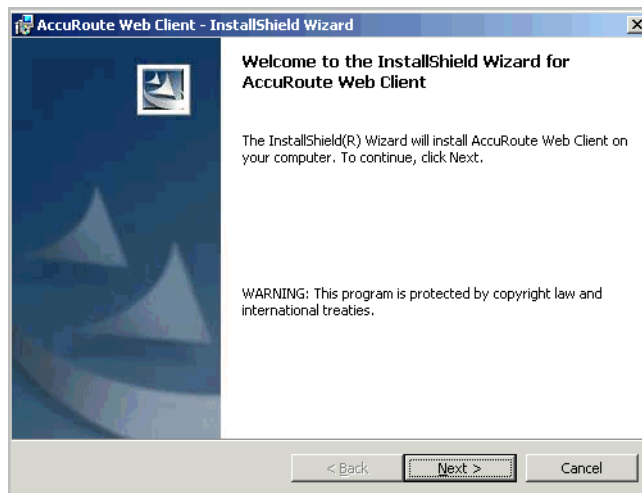 AccuRoute Web Client - InstallShield Wizard
Welcome to the InstallShield Wizard for
AccuRoute Web Client
The InstallShield(R) Wizard will install AccuRoute Web Client on
your computer. To continue, click Next.
WARNING: This program is protected by copyright law and
international treaties.
< Back
Next >
Cancel